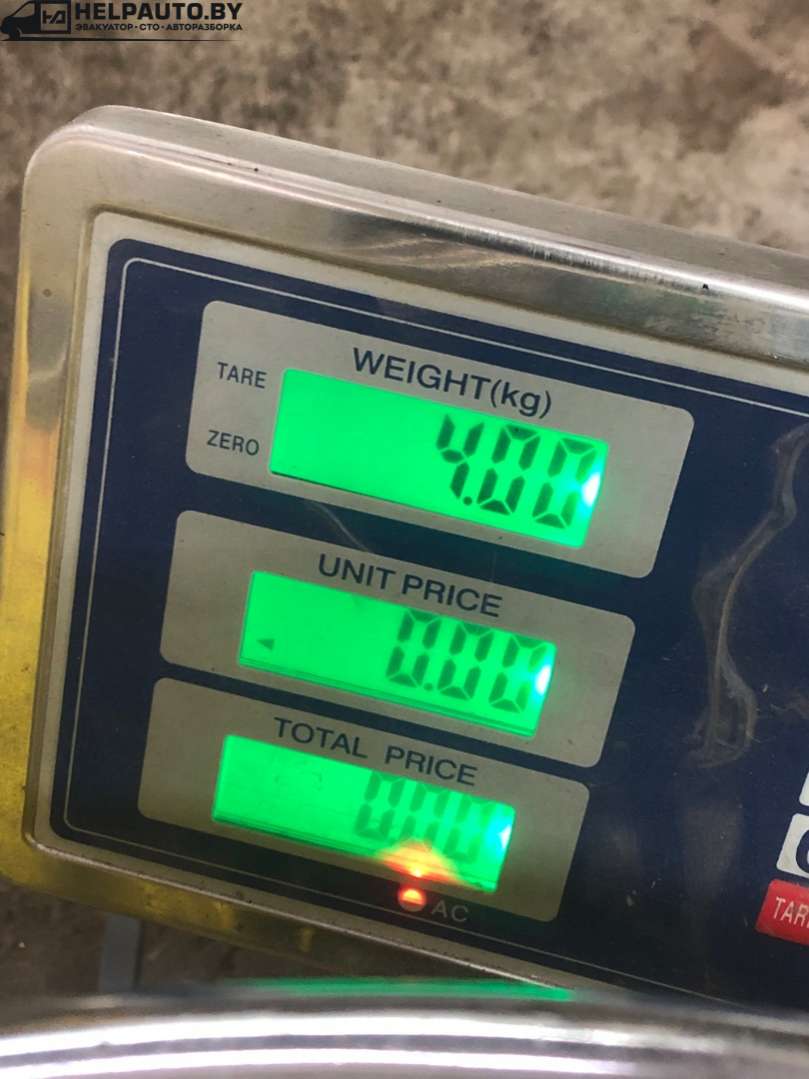 HELPAUTO.BY
ЭВАКУАТОР·СТО·АВТОРАЗБОРКА
WEIGHT(kg)
TARE
ZERO
4.00
UNIT PRICE
0.00
TOTAL PRICE
0.00
AC